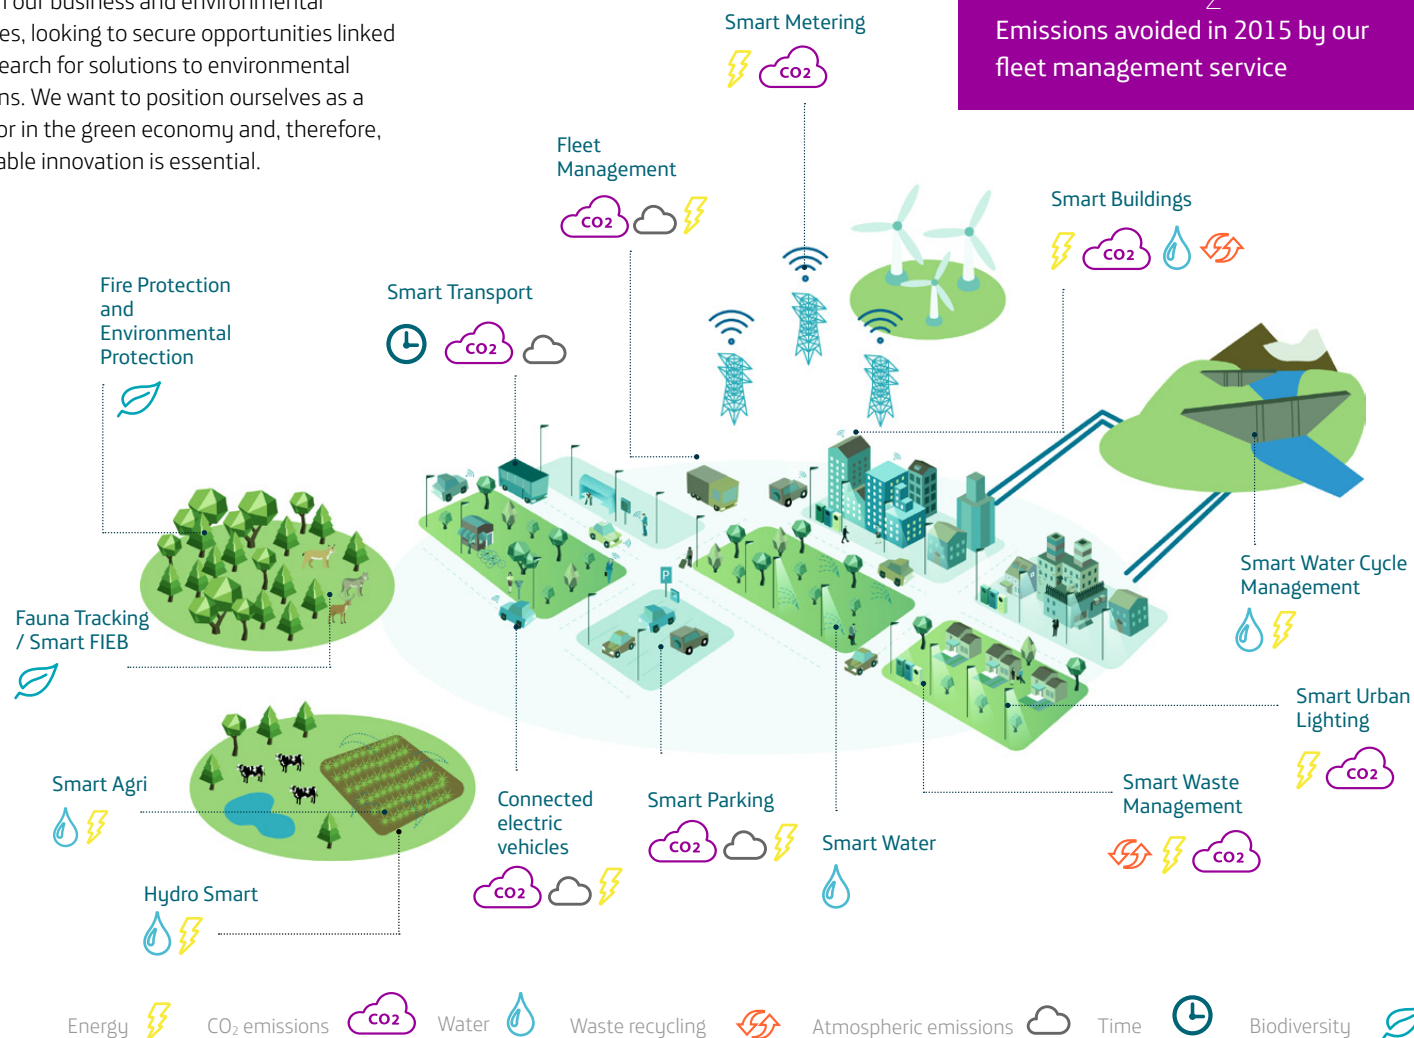 our business and environmental
es, looking to secure opportunities linked
earch for solutions to environmental
ns. We want to position ourselves as a
or in the green economy and, therefore,
able innovation is essential.
2
Emissions avoided in 2015 by our
fleet management service
Smart Metering
CO2
Fleet
Management
CO2
Smart Buildings
CO2
Fire Protection
and
Environmental
Protection
Smart Transport
CO2
Fauna Tracking
/ Smart FIEB
P
Smart Water Cycle
Management
Smart Urban
Lighting
CO2
Smart Agri
Connected
electric
vehicles
CO2
Smart Parking
CO2
Smart Water
Smart Waste
Management
CO2
Hydro Smart
Energy
CO2 emissions
CO2
Water
Waste recycling
Atmospheric emissions
Time
Biodiversity